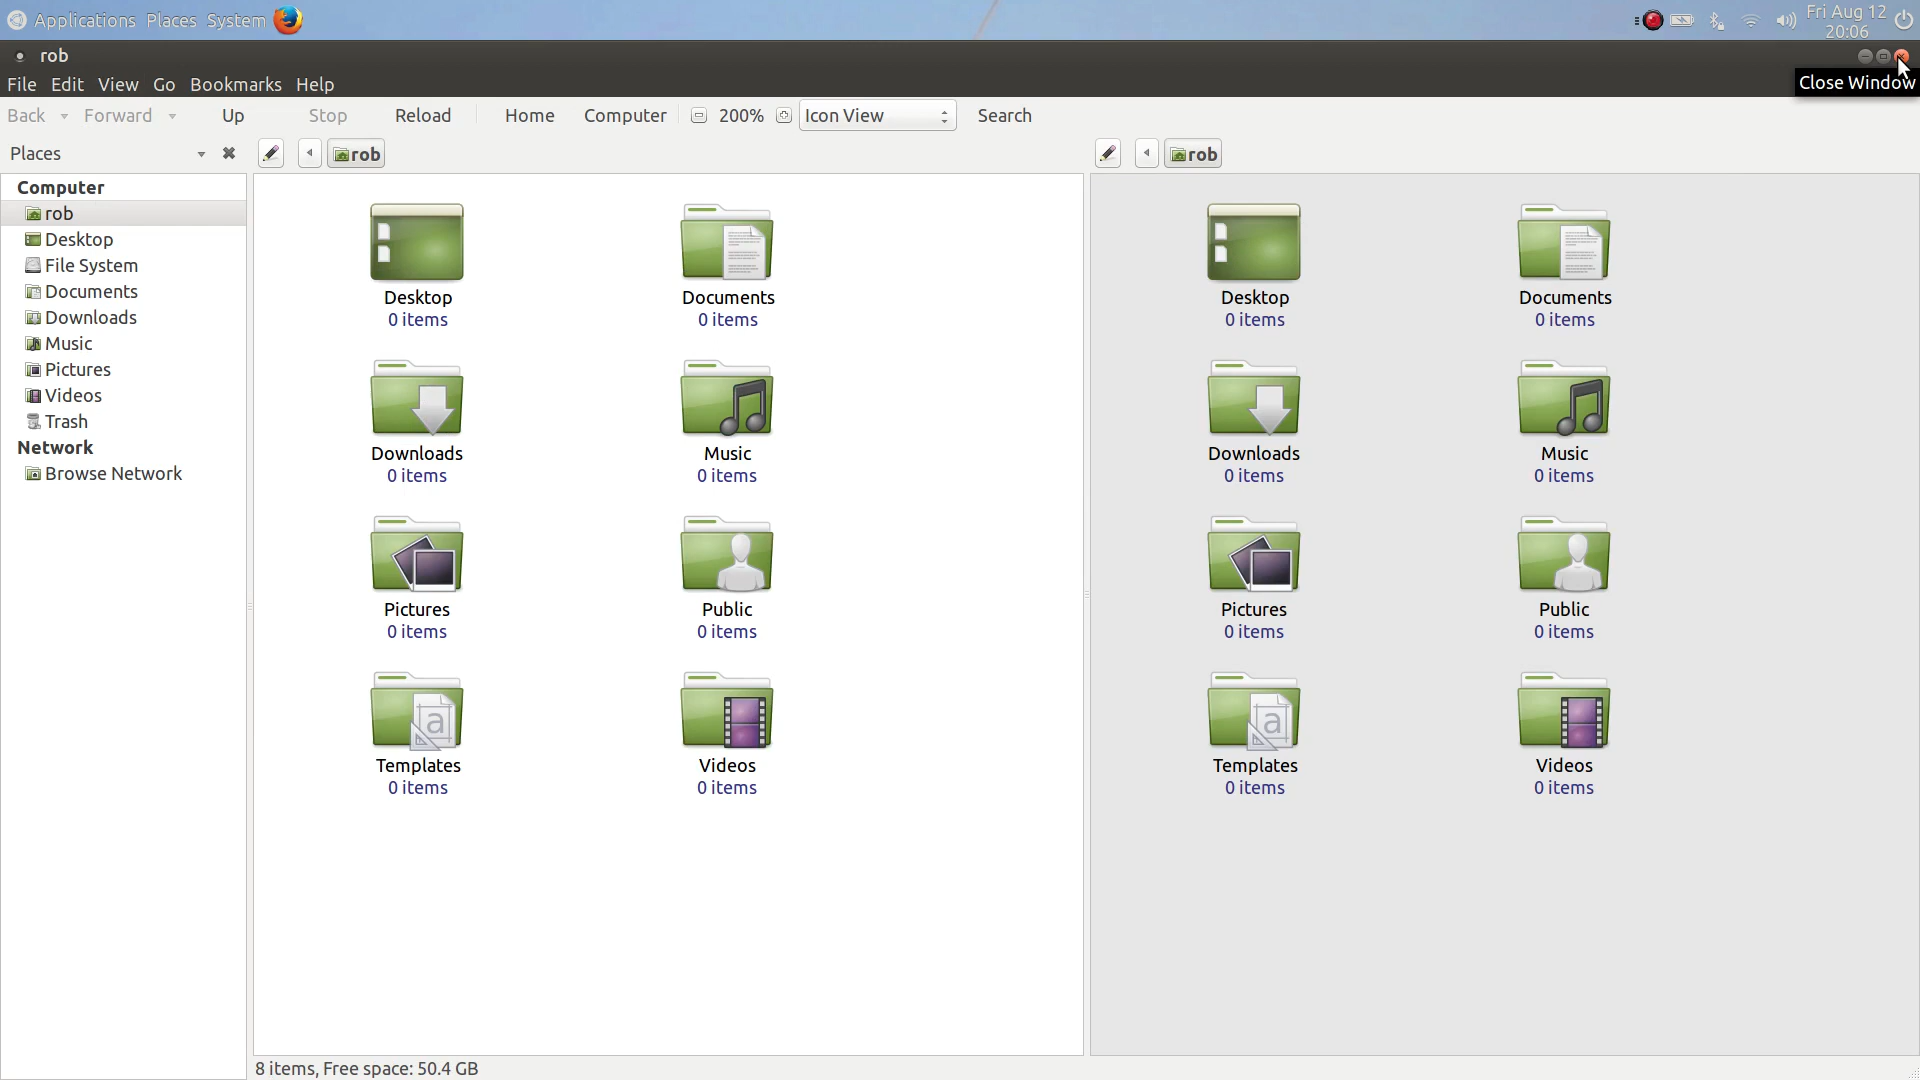 Applications Places System
Fri Aug 12
20:06
rob
File Edit View Go Bookmarks Help
Close Window
Back Forward Up Stop Reload Home Computer 200% Icon View Search
Places
rob
rob
Computer
rob
Desktop
File System
Documents
Downloads
Music
Pictures
Videos
Trash
Network
Browse Network
Desktop Documents
0 items 0 items
Downloads Music
0 items 0 items
Pictures Public
0 items 0 items
a
Templates Videos
0 items 0 items
Desktop Documents
0 items 0 items
Downloads Music
0 items 0 items
Pictures Public
0 items 0 items
a
Templates Videos
0 items 0 items
8 items, Free space: 50.4 GB